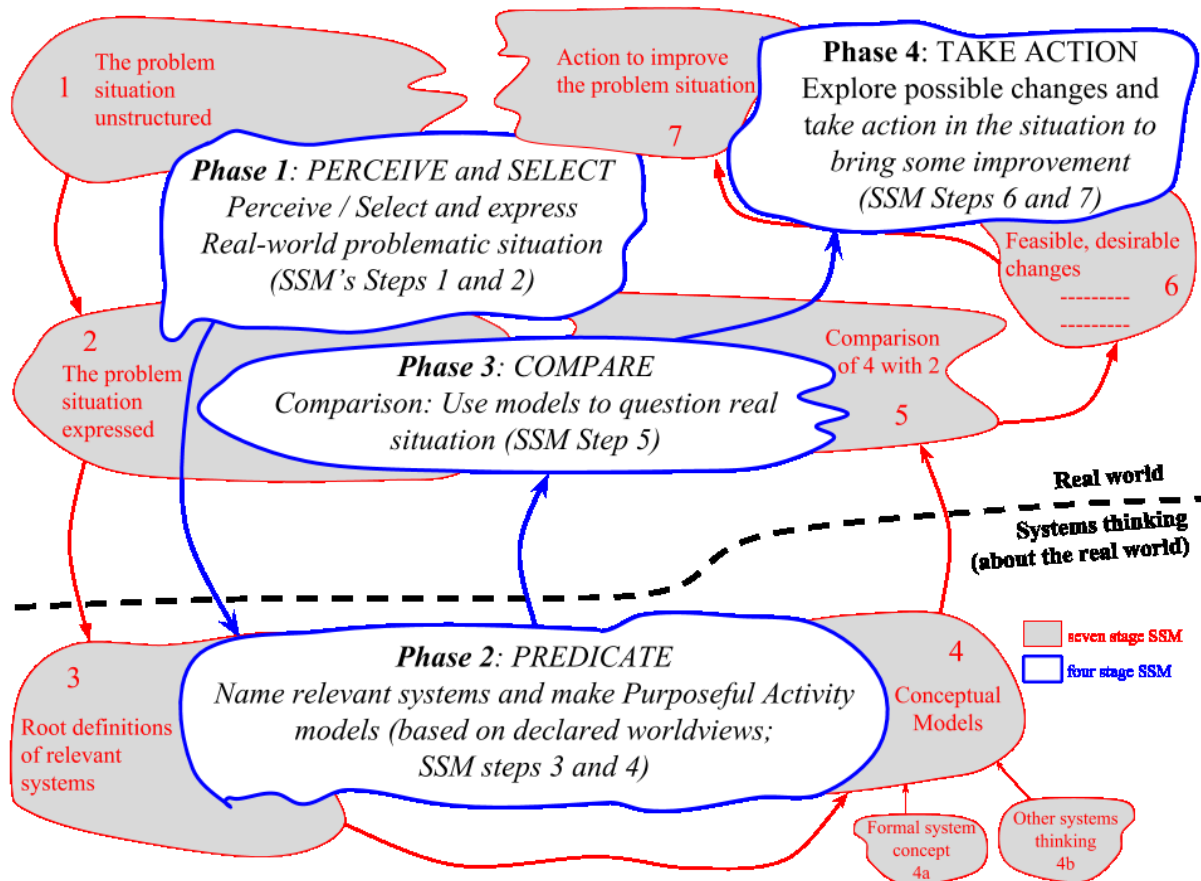 1
The problem
situation
unstructured
Action to improve
the problem situation
7
Phase 4: TAKE ACTION
Explore possible changes and
take action in the situation to
bring some improvement
(SSM Steps 6 and 7)
Phase 1: PERCEIVE and SELECT
Perceive / Select and express
Real-world problematic situation
(SSM's Steps 1 and 2)
Feasible, desirable
changes
---------
---------
6
2
The problem
situation
expressed
Phase 3: COMPARE
Comparison: Use models to question real
situation (SSM Step 5)
Comparison
of 4 with 2
5
Real world
Systems thinking
(about the real world)
3
Root definitions
of relevant
systems
Phase 2: PREDICATE
Name relevant systems and make Purposeful Activity
models (based on declared worldviews;
SSM steps 3 and 4)
4
Conceptual
Models
seven stage SSM
four stage SSM
Formal system
concept
4a
Other systems
thinking
4b